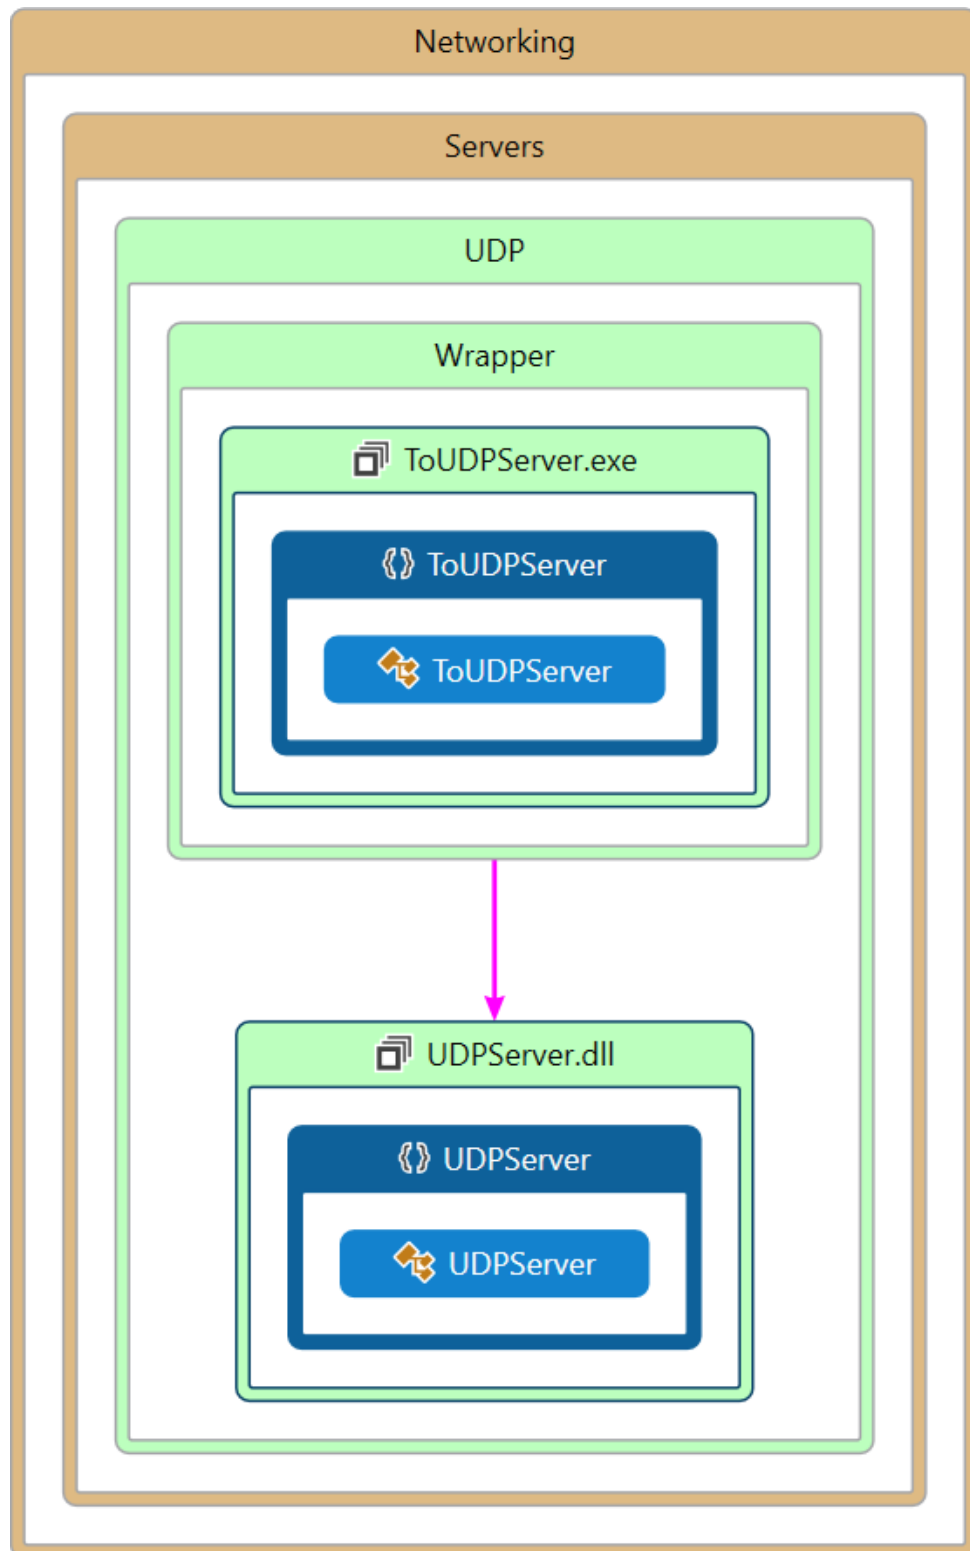 Networking
Servers
UDP
Wrapper
ToUDPServer.exe
ToUDPServer
ToUDPServer
UDPServer.dll
UDPServer
UDPServer